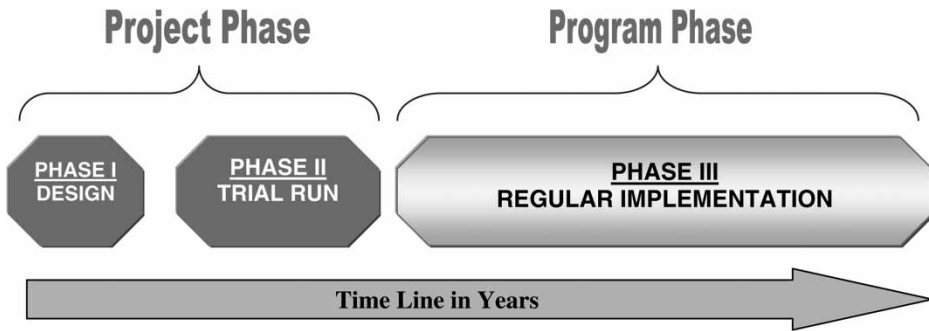 Project Phase
Program Phase
PHASE I
DESIGN
PHASE II
TRIAL RUN
PHASE III
REGULAR IMPLEMENTATION
Time Line in Years